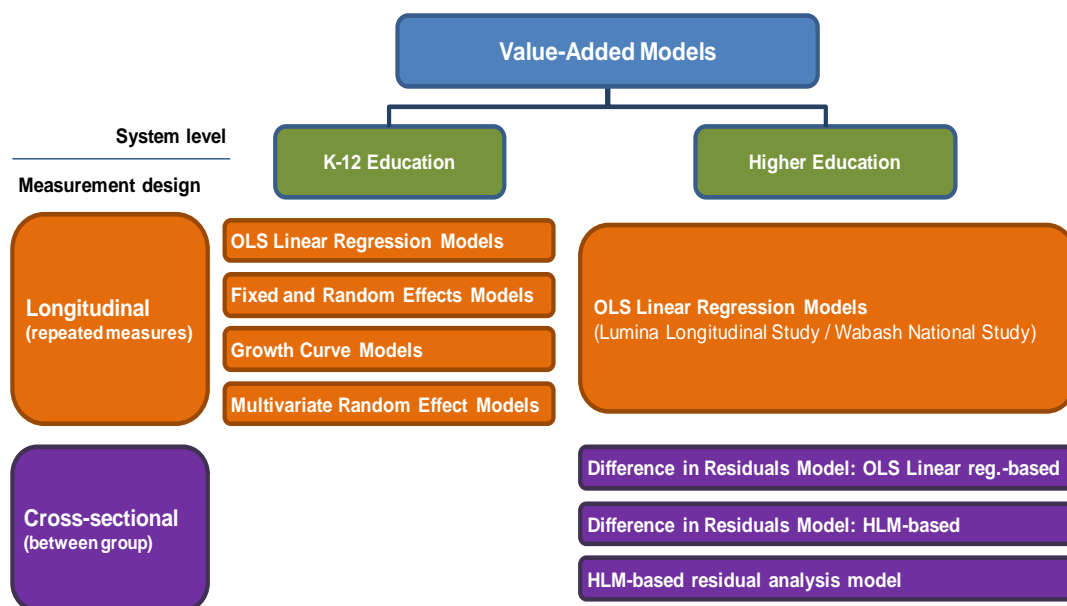 Value-Added Models
System level
K-12 Education
Higher Education
Measurement design
Longitudinal
(repeated measures)
OLS Linear Regression Models
Fixed and Random Effects Models
Growth Curve Models
Multivariate Random Effect Models
OLS Linear Regression Models
(Lumina Longitudinal Study / Wabash National Study)
Cross-sectional
(between group)
Difference in Residuals Model: OLS Linear reg.-based
Difference in Residuals Model: HLM-based
HLM-based residual analysis model